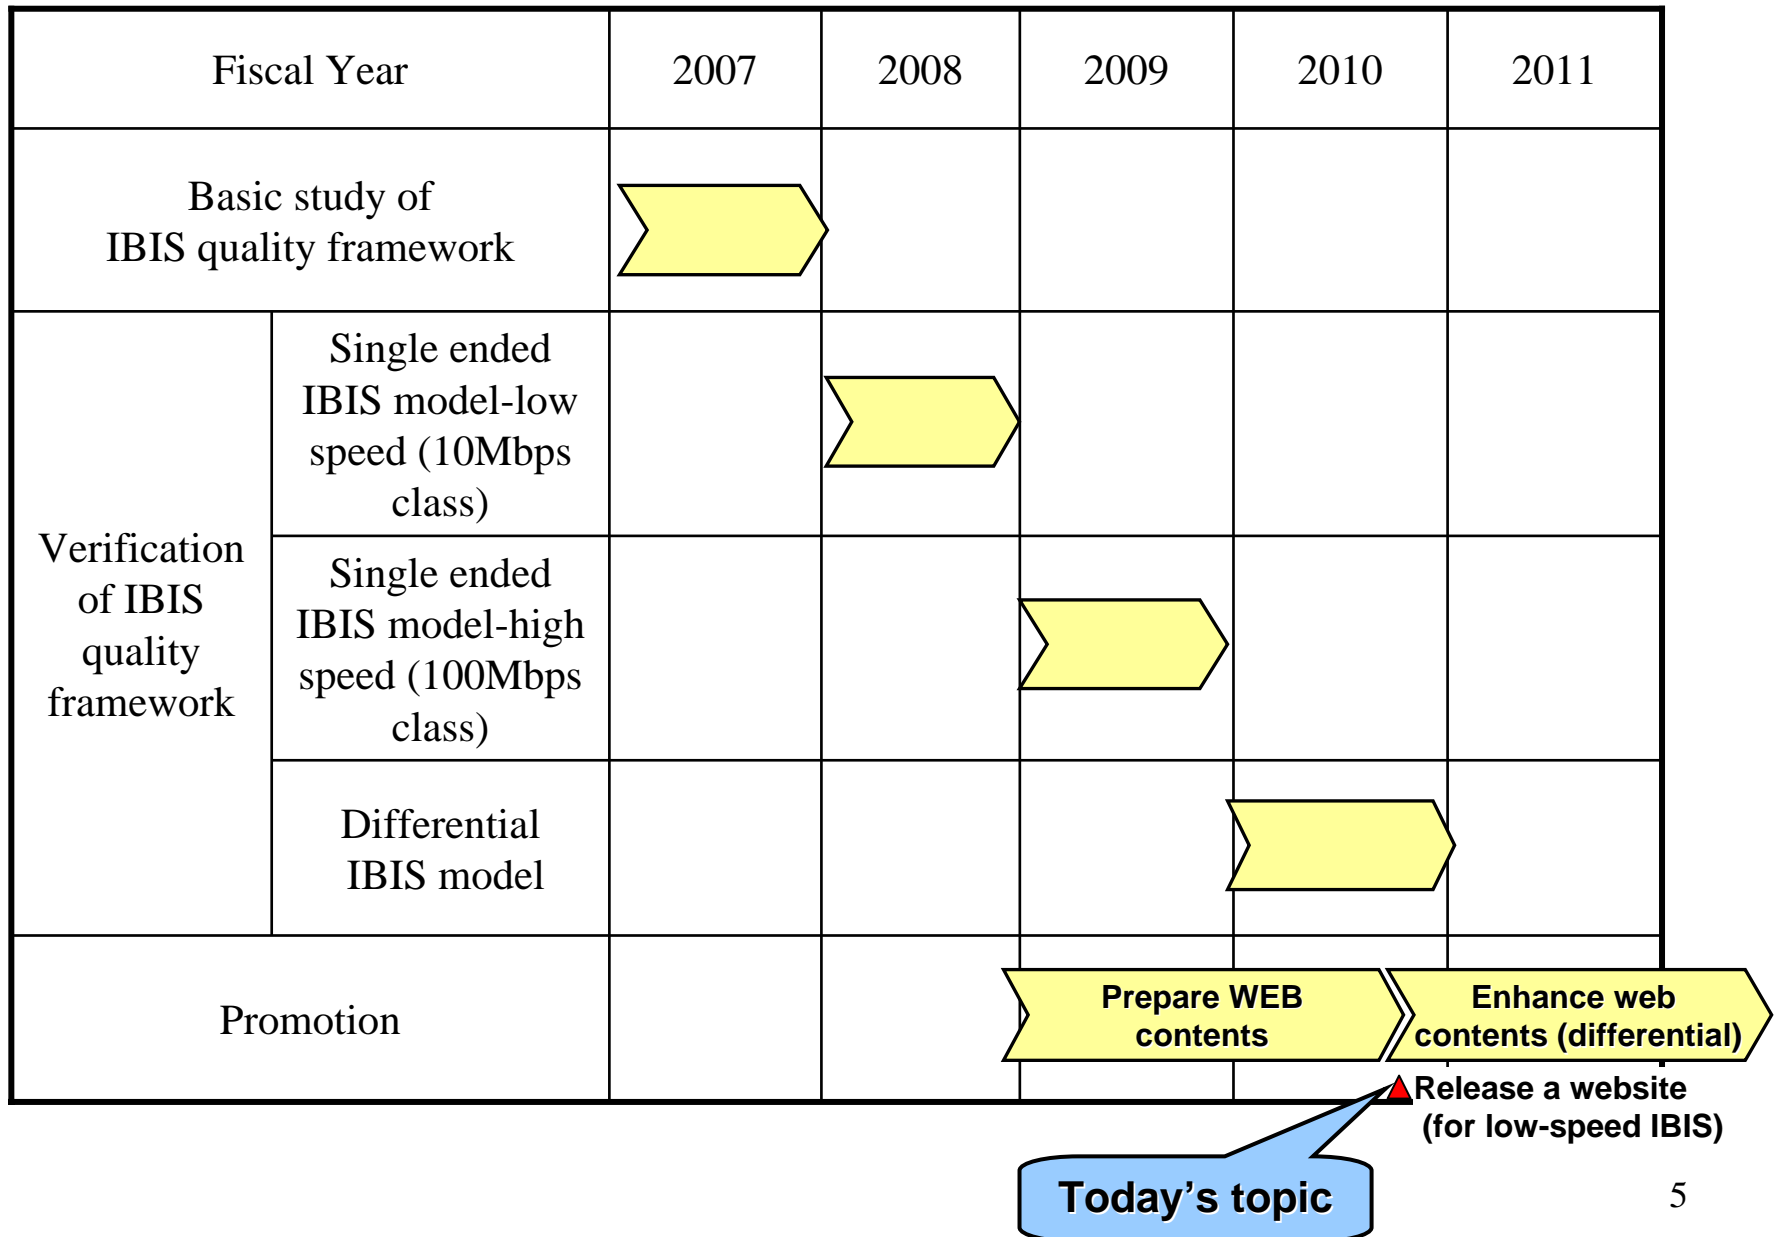 Fiscal Year
2007
2008
2009
2010
2011
Basic study of
IBIS quality framework
Verification
of IBIS
quality
framework
Single ended
IBIS model-low
speed (10Mbps
class)
Single ended
IBIS model-high
speed (100Mbps
class)
Differential
IBIS model
Promotion
Prepare WEB
contents
Enhance web
contents (differential)
Release a website
(for low-speed IBIS)
Today’s topic
5